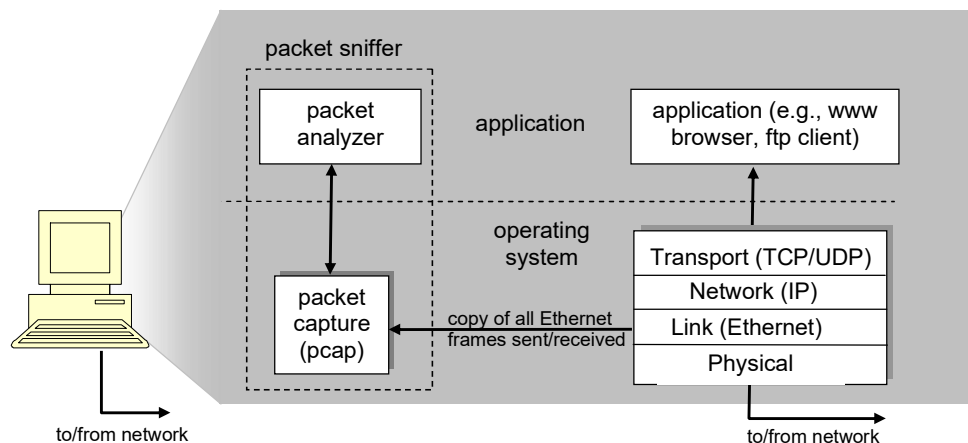 packet sniffer
packet
analyzer
application
application (e.g., www
browser, ftp client)
operating
system
packet
capture
(pcap)
copy of all Ethernet
frames sent/received
Transport (TCP/UDP)
Network (IP)
Link (Ethernet)
Physical
to/from network
to/from network